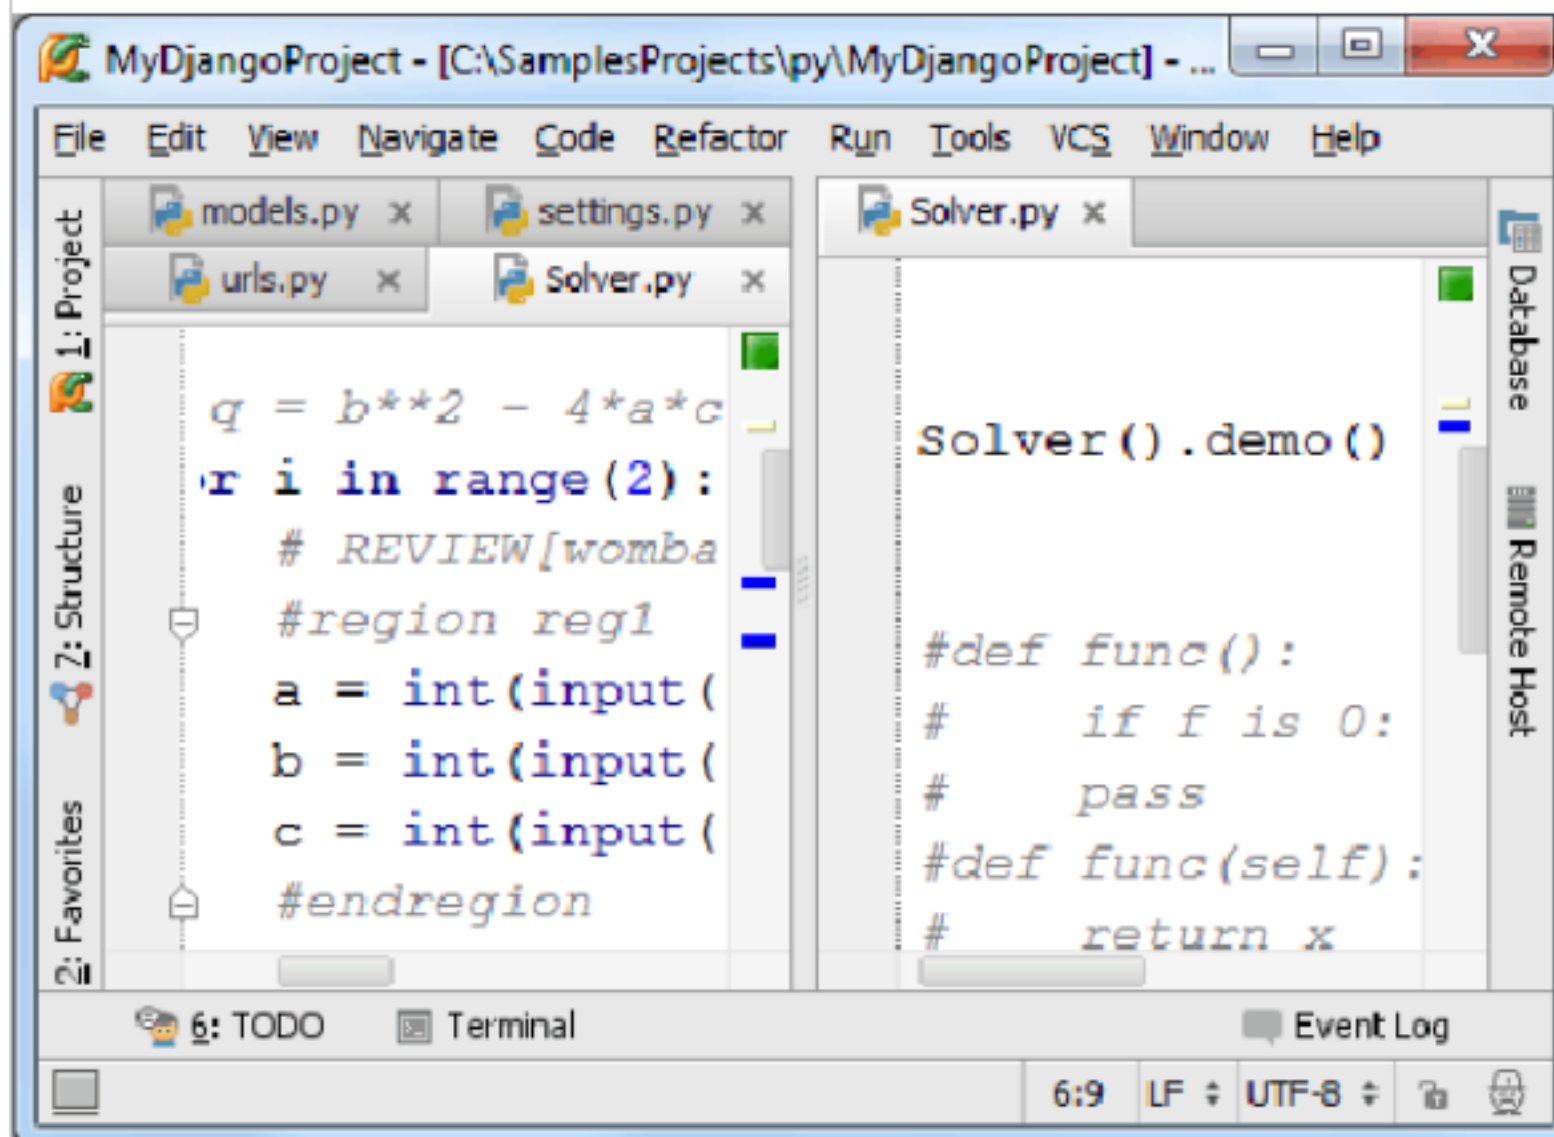 MyDjangoProject - [C:\SamplesProjects\py\MyDjangoProject] - ...
File Edit View Navigate Code Refactor Run Tools VCS Window Help
models.py settings.py
urls.py Solver.py
Solver.py
1: Project
7: Structure
2: Favorites
q = b**2 - 4*a*c
r i in range(2):
# REVIEW[womba
#region reg1
a = int(input(
b = int(input(
c = int(input(
#endregion
Solver().demo()
#def func():
# if f is 0:
# pass
#def func(self):
# return x
Database
Remote Host
6: TODO Terminal Event Log
6:9 LF UTF-8